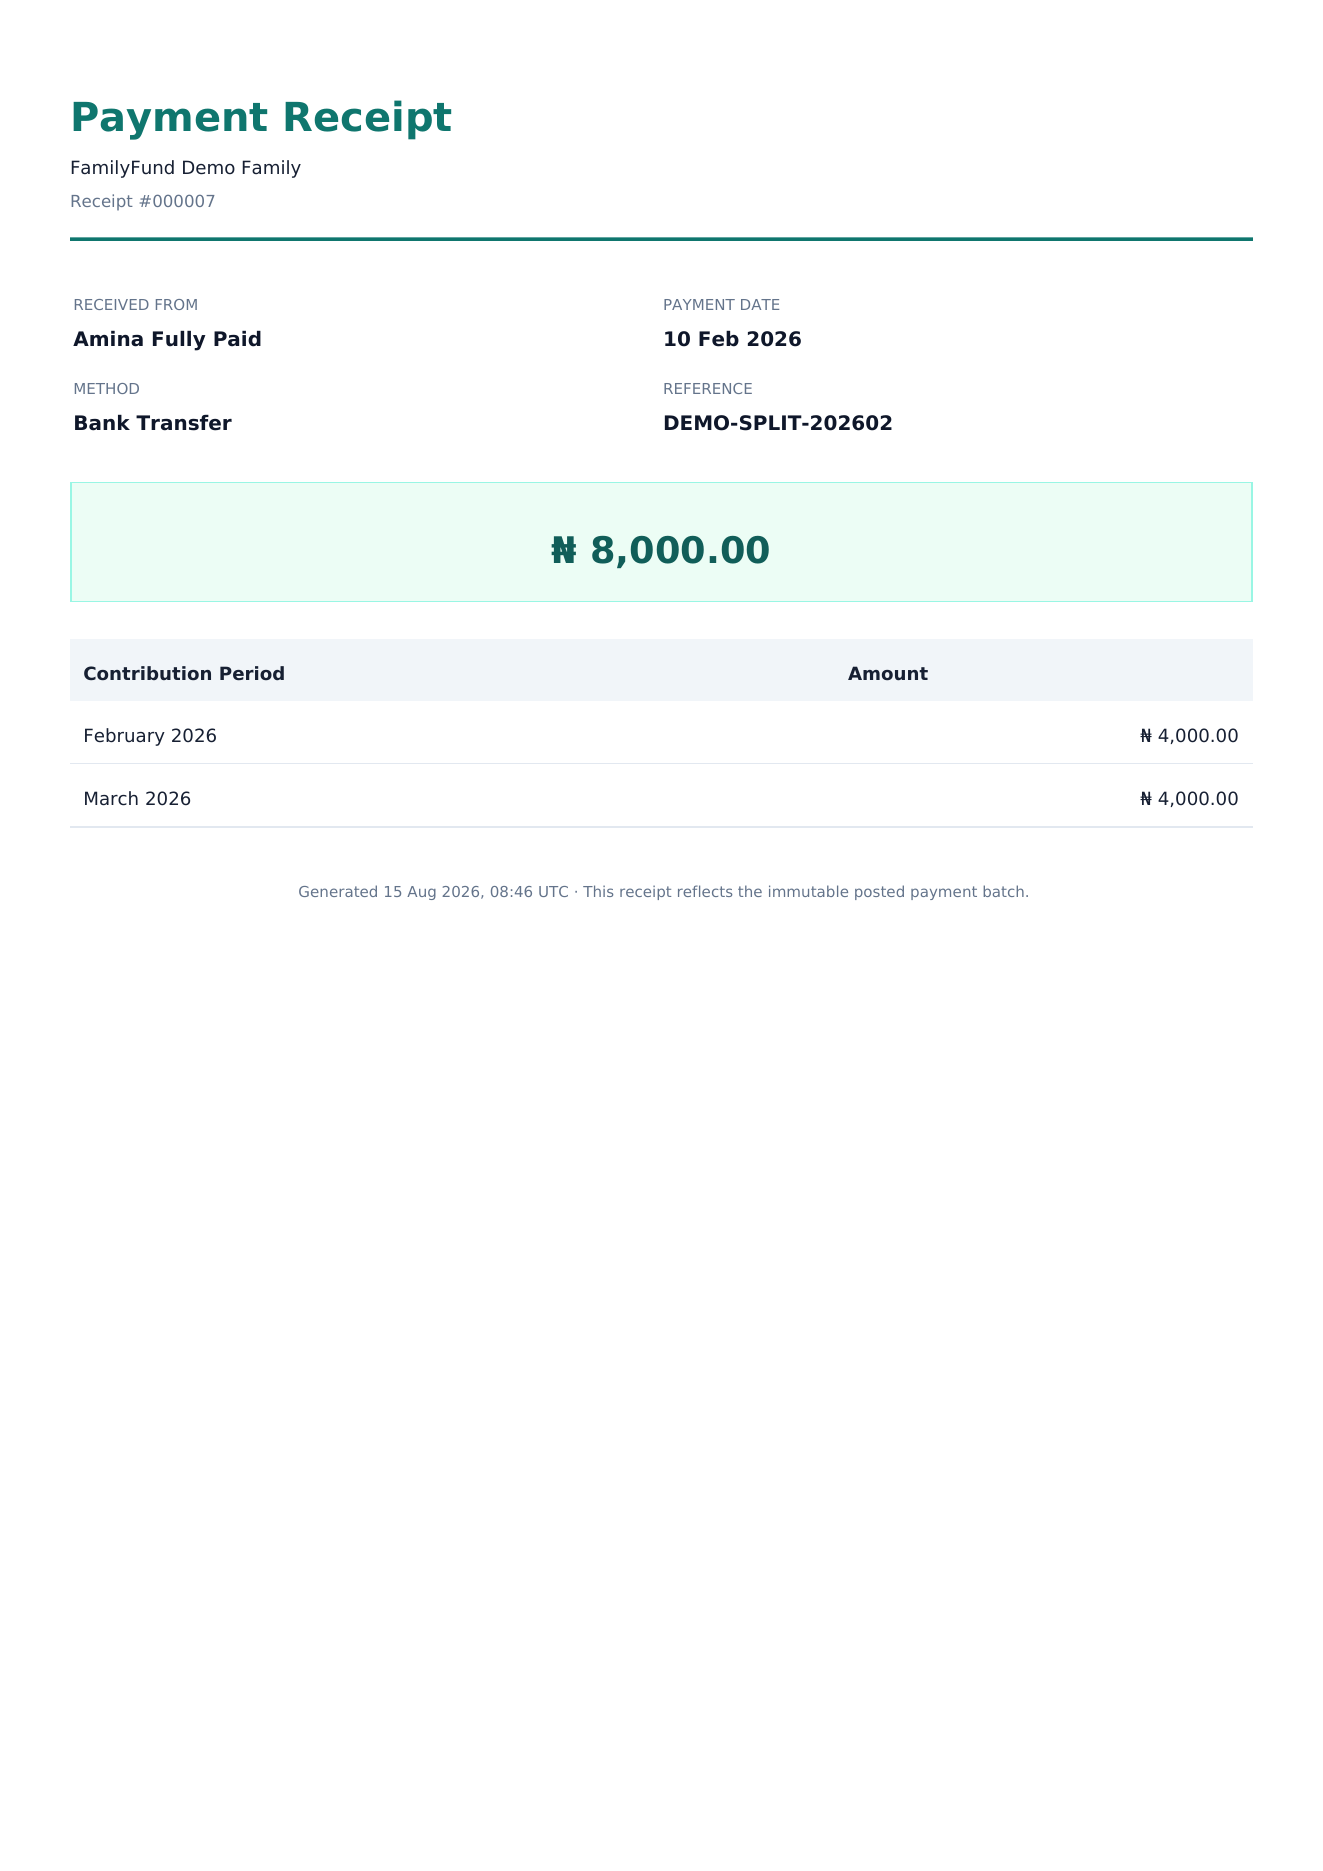 Payment Receipt
FamilyFund Demo Family
Receipt #000007
RECEIVED FROM
Amina Fully Paid
PAYMENT DATE
10 Feb 2026
METHOD
Bank Transfer
REFERENCE
DEMO-SPLIT-202602
₦ 8,000.00
Contribution Period Amount
February 2026 ₦ 4,000.00
March 2026 ₦ 4,000.00
Generated 15 Aug 2026, 08:46 UTC · This receipt reflects the immutable posted payment batch.